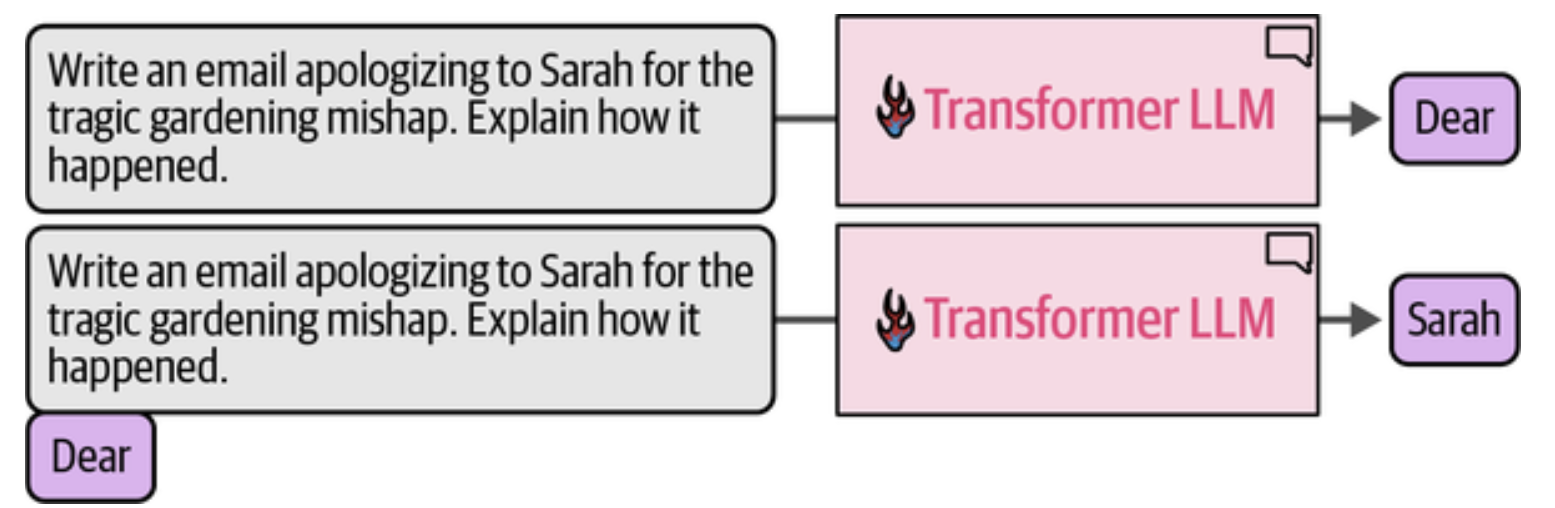 Write an email apologizing to Sarah for the
tragic gardening mishap. Explain how it
happened.
Transformer LLM
Dear
Write an email apologizing to Sarah for the
tragic gardening mishap. Explain how it
happened.
Transformer LLM
Sarah
Dear